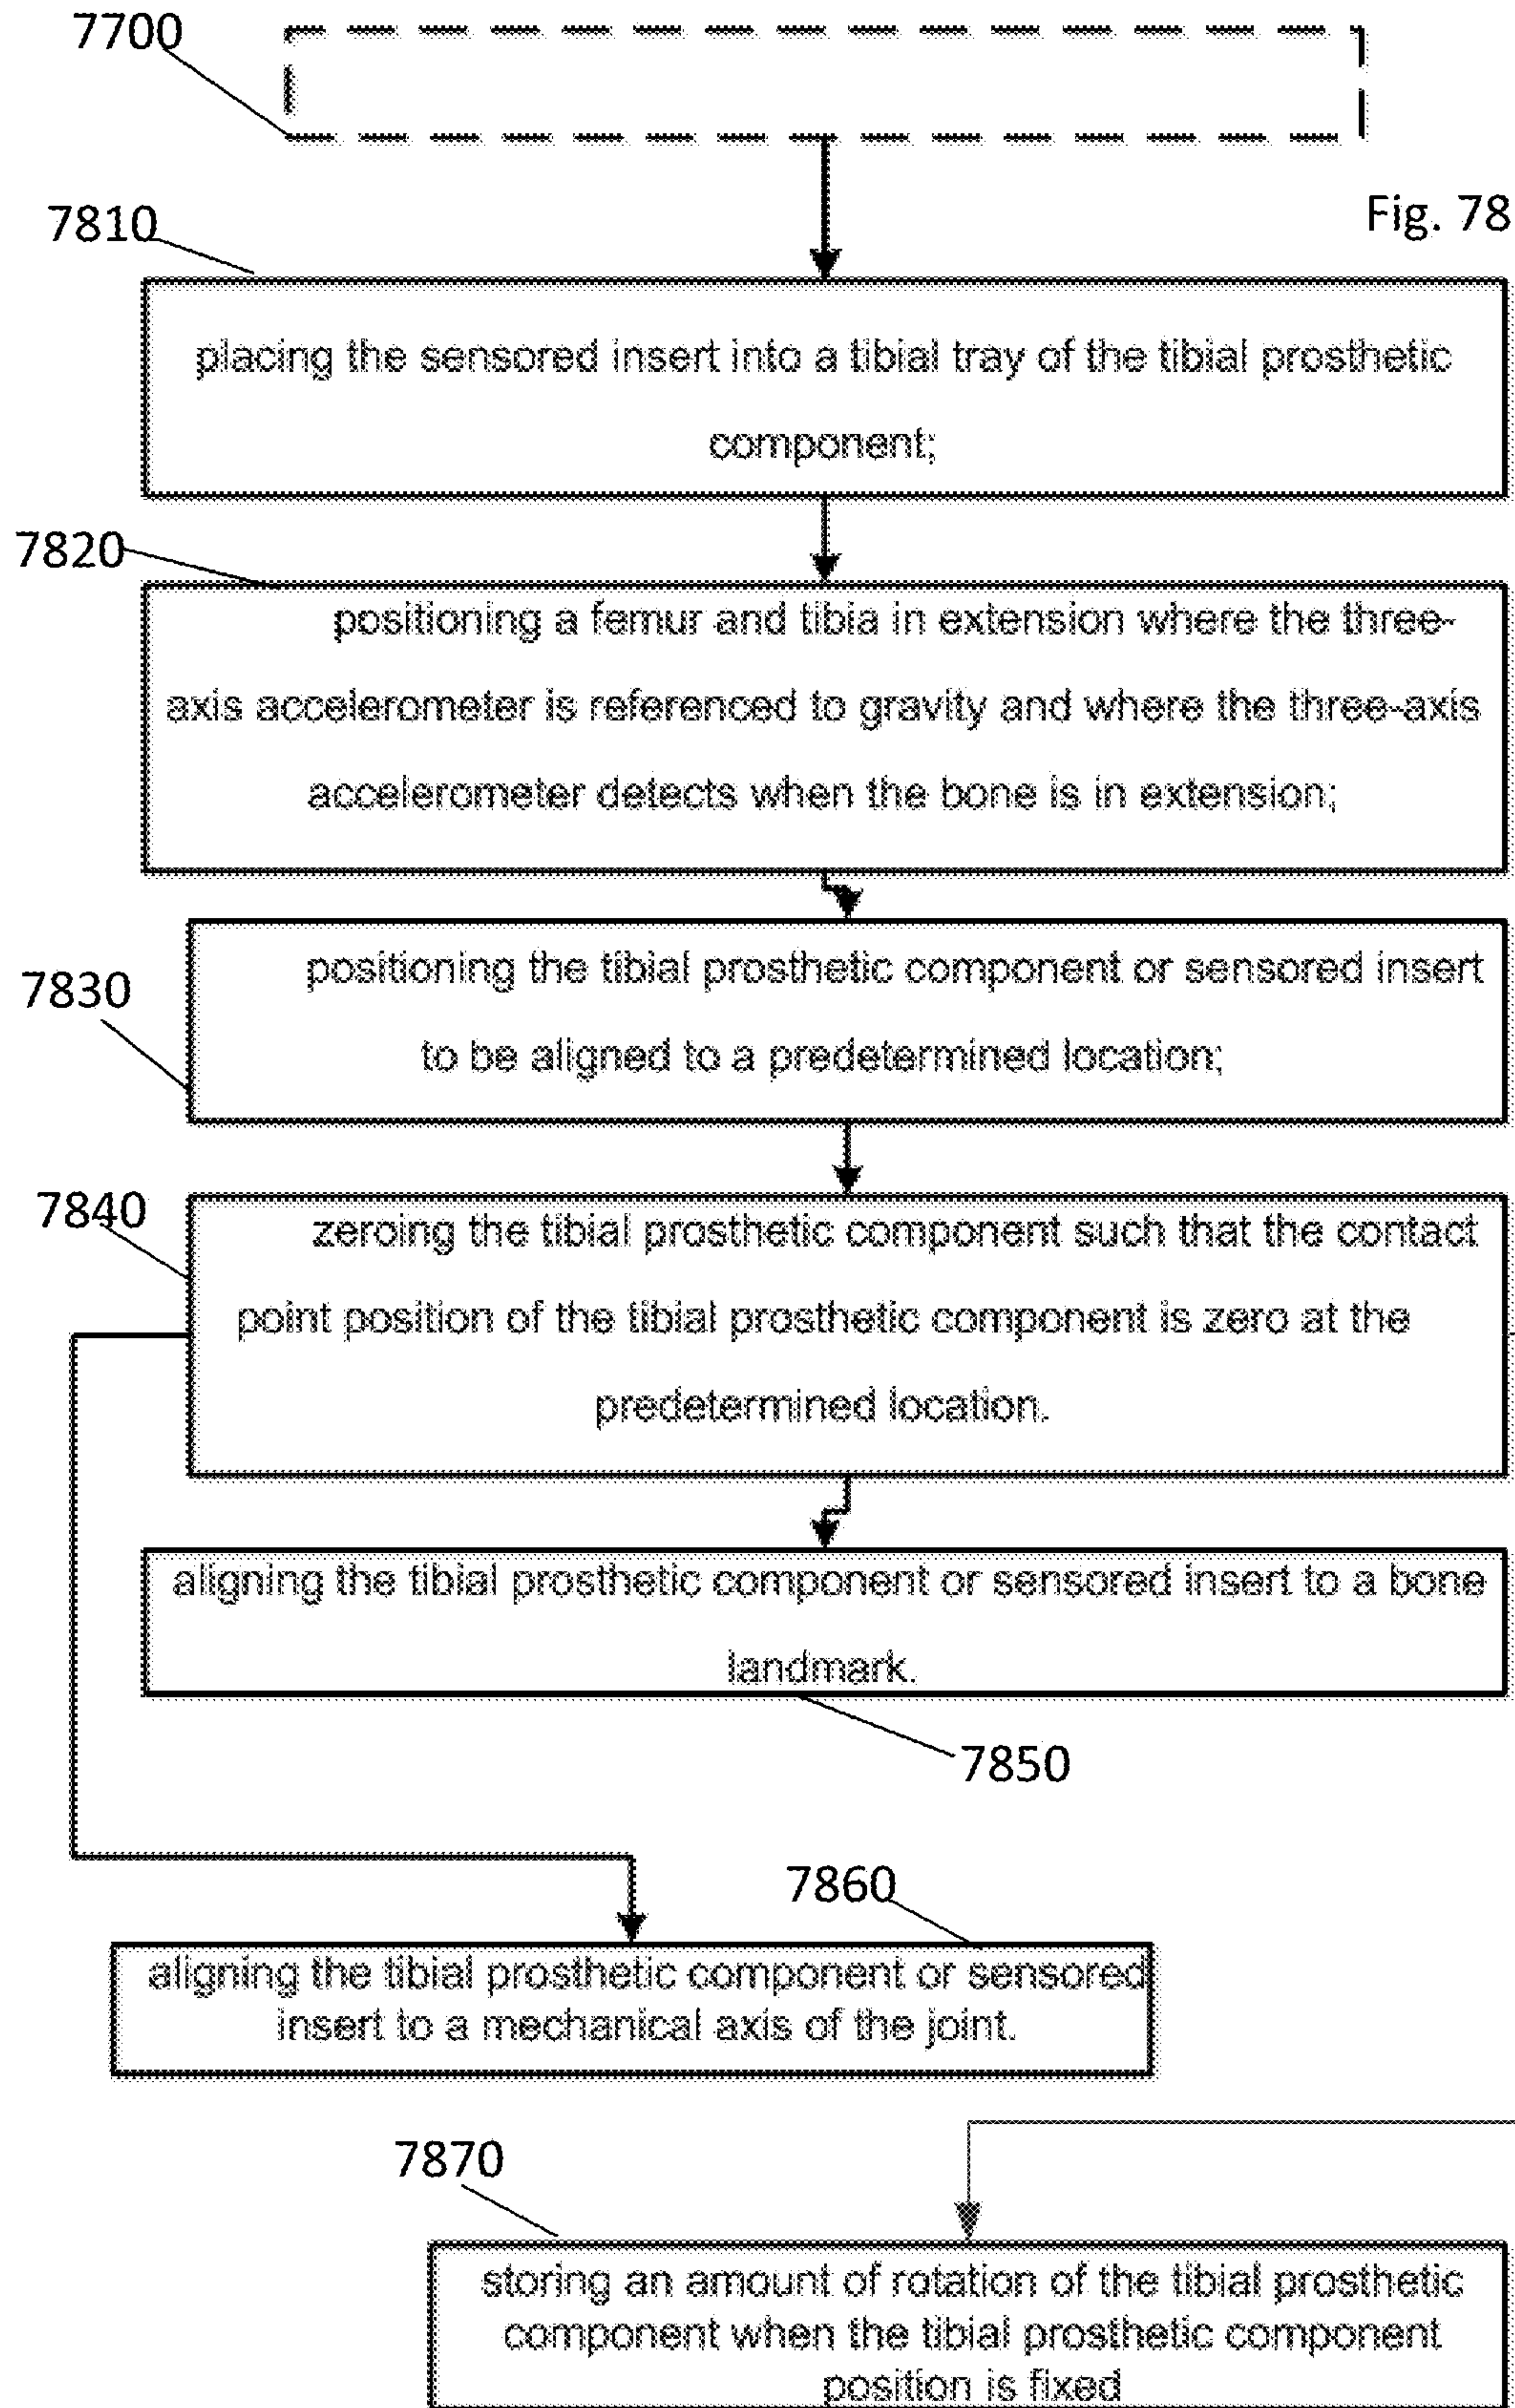 7700
Fig. 78
7810
placing the sensored insert into a tibial tray of the tibial prosthetic
component;
7820
positioning a femur and tibia in extension where the three-
axis accelerometer is referenced to gravity and where the three-axis
accelerometer detects when the bone is in extension;
7830
positioning the tibial prosthetic component or sensored insert
to be aligned to a predetermined location;
7840
zeroing the tibial prosthetic component such that the contact
point position of the tibial prosthetic component is zero at the
predetermined location.
aligning the tibial prosthetic component or sensored insert to a bone
landmark.
7850
7860
aligning the tibial prosthetic component or sensored
insert to a mechanical axis of the joint.
7870
storing an amount of rotation of the tibial prosthetic
component when the tibial prosthetic component
position is fixed